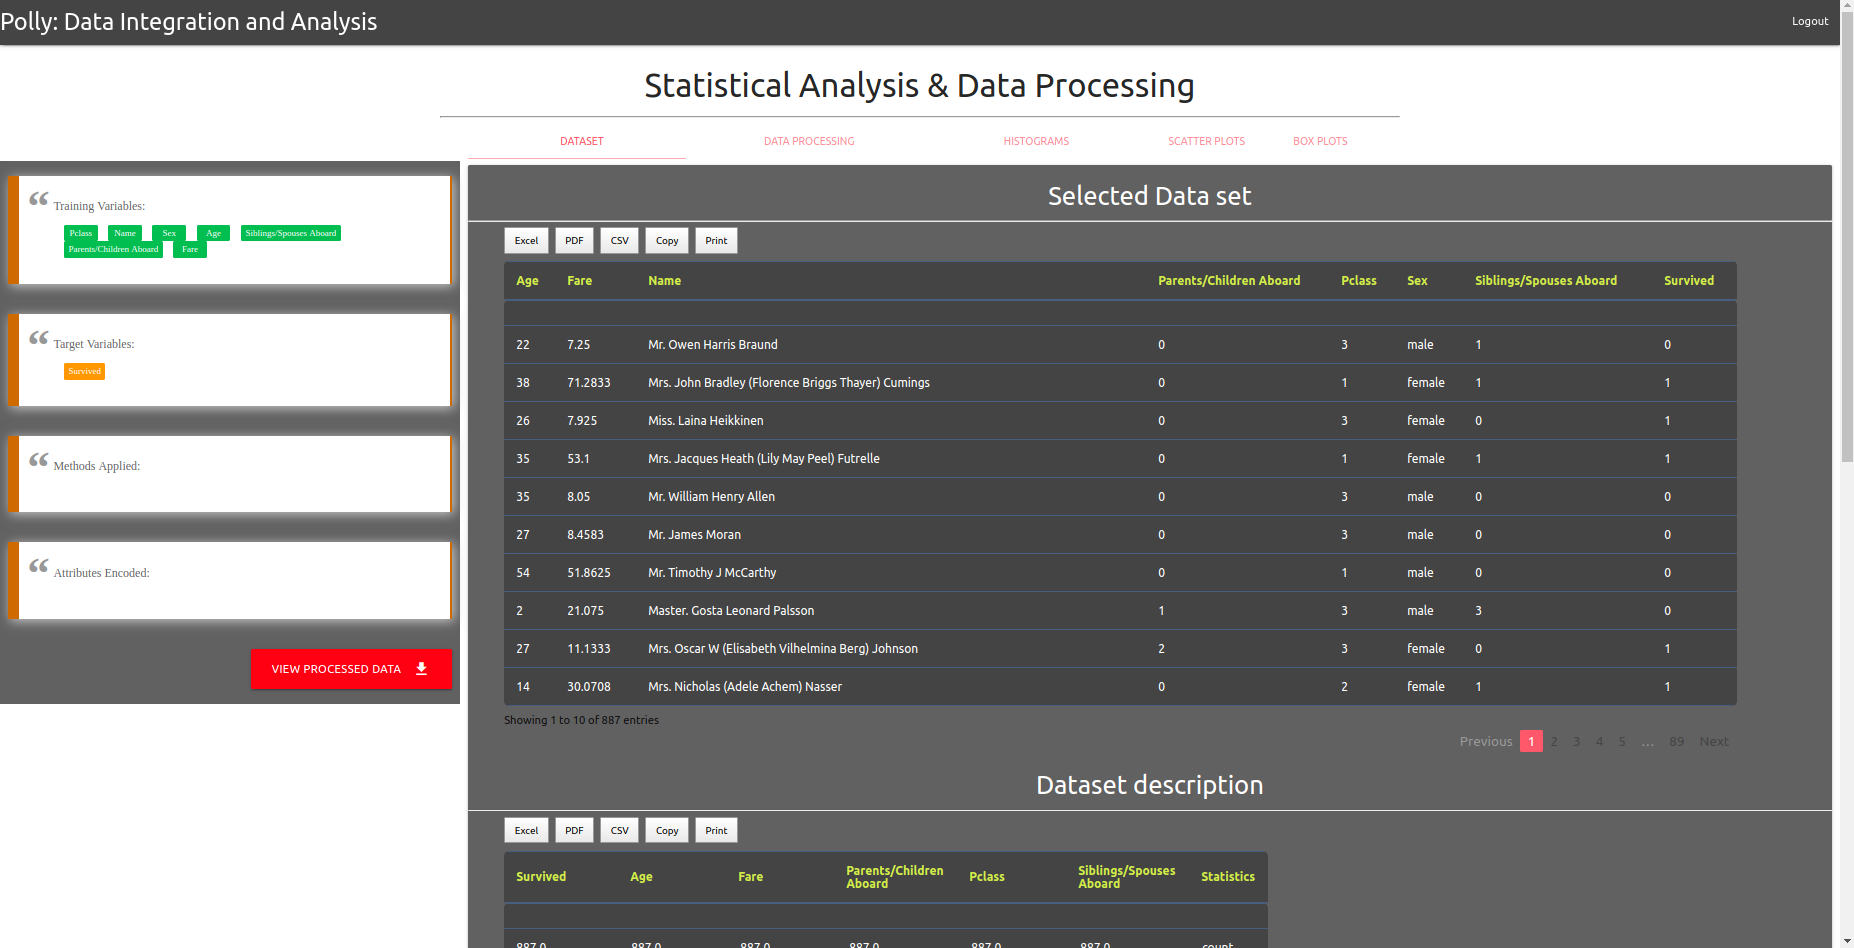 Polly: Data Integration and Analysis
Logout
Statistical Analysis & Data Processing
DATASET DATA PROCESSING HISTOGRAMS SCATTER PLOTS BOX PLOTS
“ Training Variables:
Pclass Name Sex Age Siblings/Spouses Aboard
Parents/Children Aboard Fare
“ Target Variables:
Survived
“ Methods Applied:
“ Attributes Encoded:
VIEW PROCESSED DATA
Selected Data set
Excel PDF CSV Copy Print
Age Fare Name Parents/Children Aboard Pclass Sex Siblings/Spouses Aboard Survived
22 7.25 Mr. Owen Harris Braund 0 3 male 1 0
38 71.2833 Mrs. John Bradley (Florence Briggs Thayer) Cumings 0 1 female 1 1
26 7.925 Miss. Laina Heikkinen 0 3 female 0 1
35 53.1 Mrs. Jacques Heath (Lily May Peel) Futrelle 0 1 female 1 1
35 8.05 Mr. William Henry Allen 0 3 male 0 0
27 8.4583 Mr. James Moran 0 3 male 0 0
54 51.8625 Mr. Timothy J McCarthy 0 1 male 0 0
2 21.075 Master. Gosta Leonard Palsson 1 3 male 3 0
27 11.1333 Mrs. Oscar W (Elisabeth Vilhelmina Berg) Johnson 2 3 female 0 1
14 30.0708 Mrs. Nicholas (Adele Achem) Nasser 0 2 female 1 1
Showing 1 to 10 of 887 entries
Previous 1 2 3 4 5 … 89 Next
Dataset description
Excel PDF CSV Copy Print
Survived Age Fare Parents/Children Aboard Pclass Siblings/Spouses Aboard Statistics
887.0 887.0 887.0 887.0 887.0 887.0 count